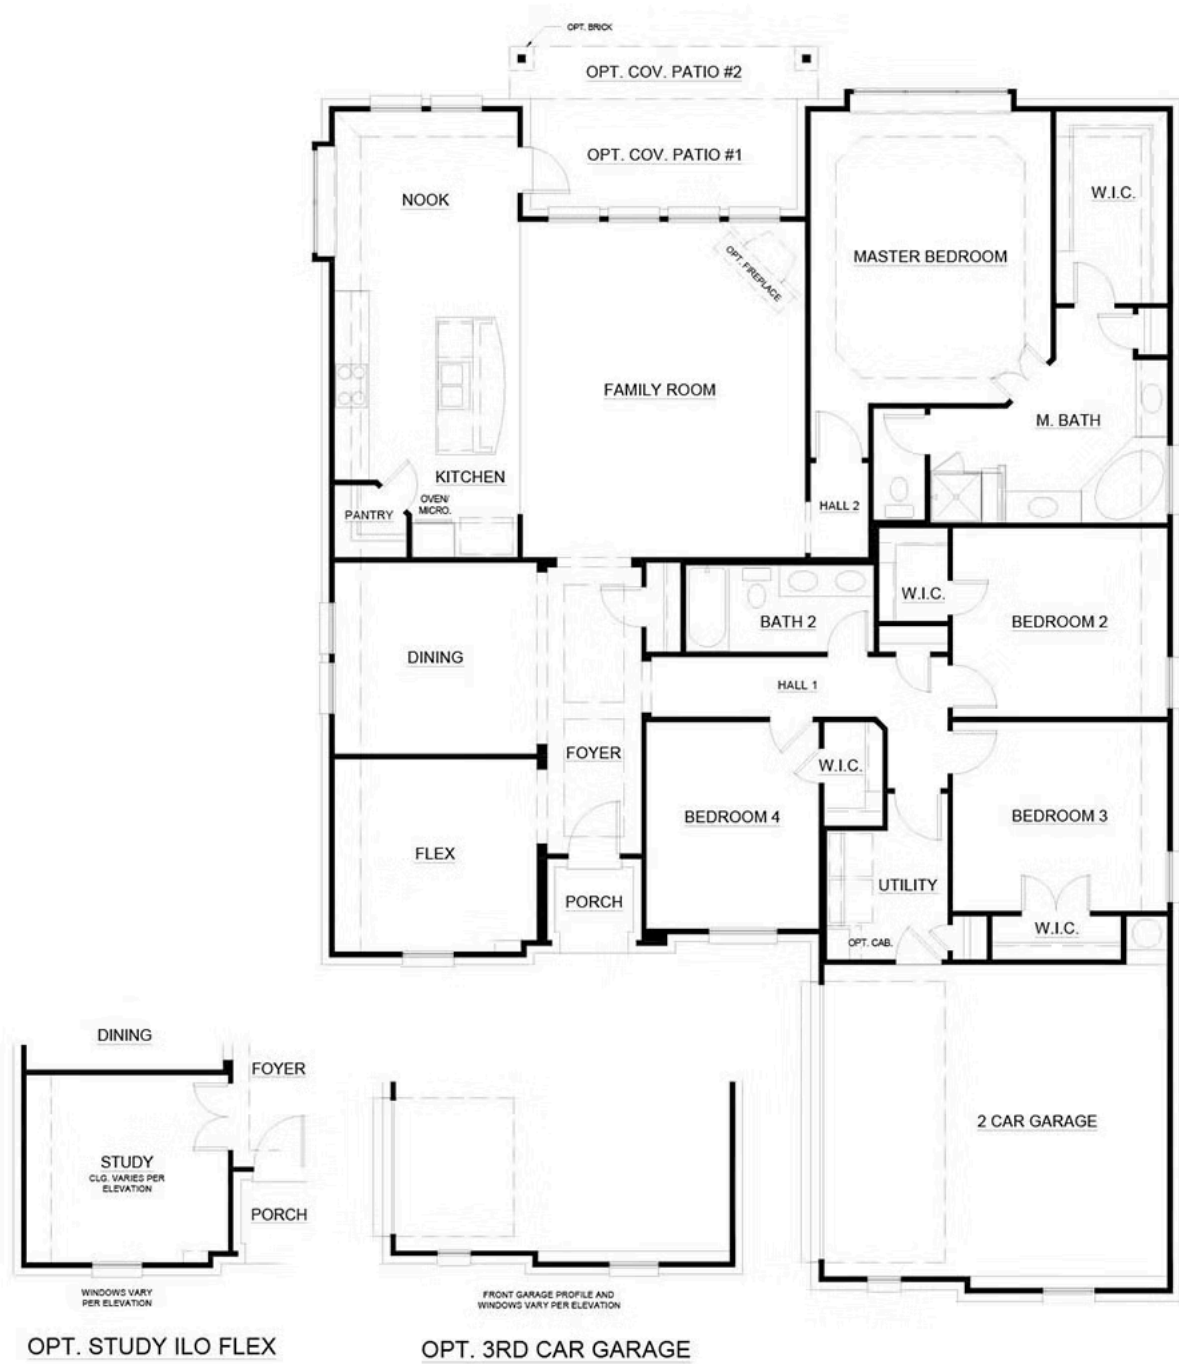 OPT. BRICK
OPT. COV. PATIO #2
OPT. COV. PATIO #1
NOOK
W.I.C.
MASTER BEDROOM
OPT. FIREPLACE
FAMILY ROOM
M. BATH
KITCHEN
OVEN/
MICRO.
PANTRY
HALL 2
W.I.C.
BATH 2
BEDROOM 2
DINING
HALL 1
FOYER
W.I.C.
BEDROOM 4
BEDROOM 3
FLEX
UTILITY
PORCH
W.I.C.
OPT. CAB.
2 CAR GARAGE
DINING
FOYER
STUDY
CLG. VARIES PER
ELEVATION
PORCH
WINDOWS VARY
PER ELEVATION
OPT. STUDY ILO FLEX
FRONT GARAGE PROFILE AND
WINDOWS VARY PER ELEVATION
OPT. 3RD CAR GARAGE